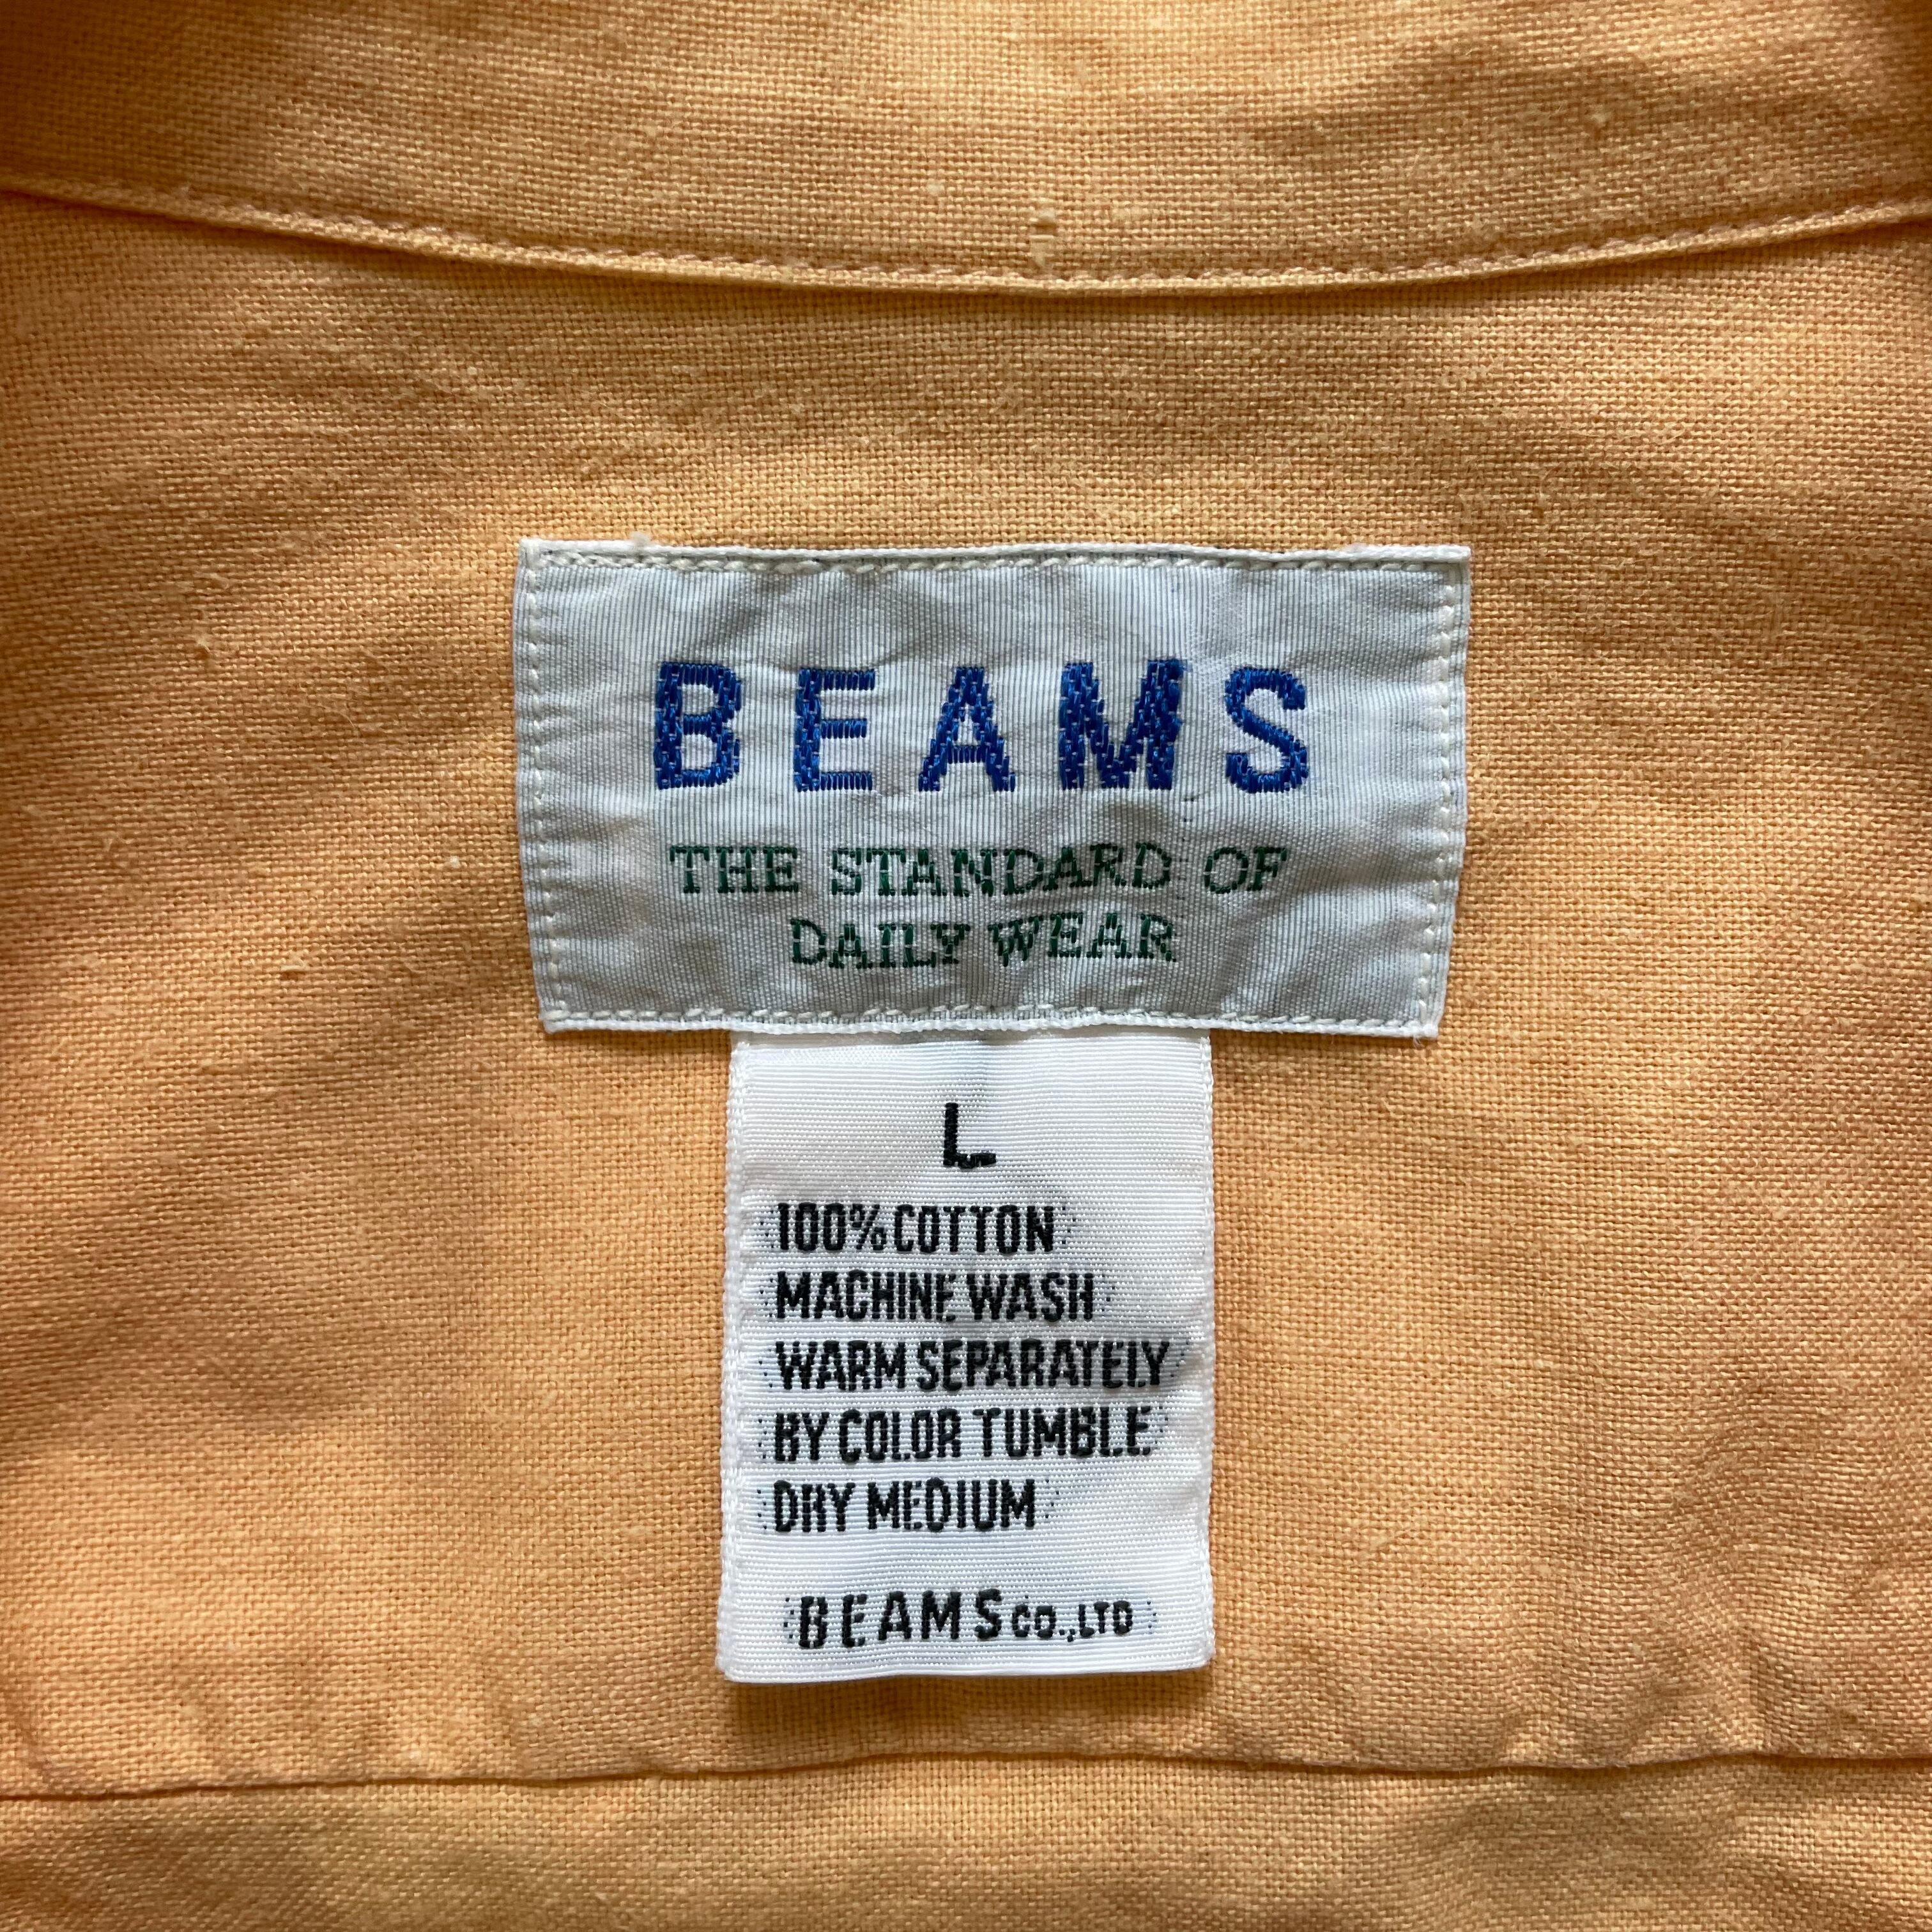 BEAMS
THE STANDARD OF
DAILY WEAR
L
100% COTTON
MACHINE WASH
WARM SEPARATELY
BY COLOR TUMBLE
DRY MEDIUM
BEAMS CO.,LTD